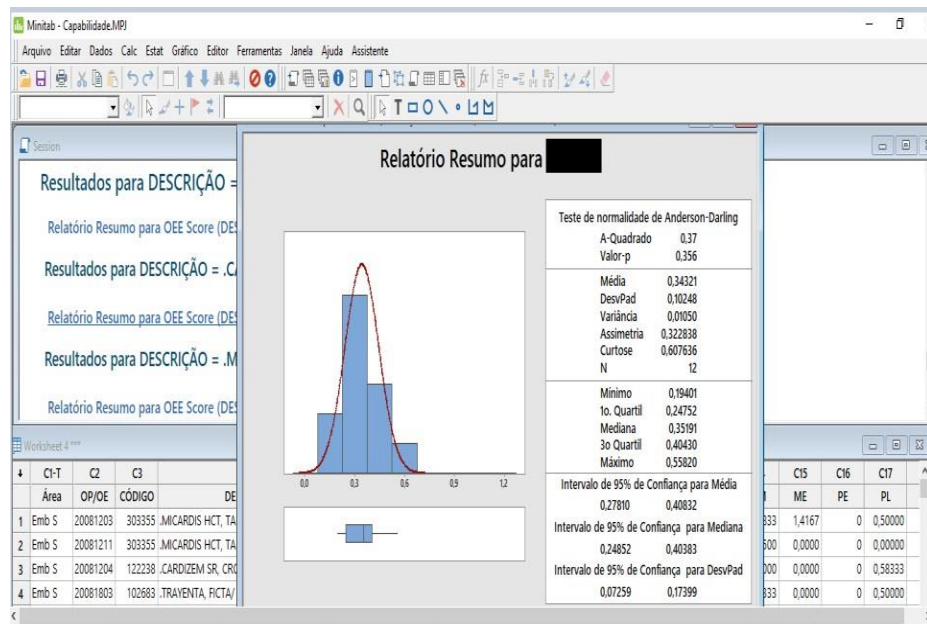 Minitab - Capabilidade.MPJ
Arquivo Editar Dados Calc Estat Gráfico Editor Ferramentas Janela Ajuda Assistente
Session
Resultados para DESCRIÇÃO =
Relatório Resumo para OEE Score (DES
Resultados para DESCRIÇÃO = .CA
Relatório Resumo para OEE Score (DES
Resultados para DESCRIÇÃO = .M
Relatório Resumo para OEE Score (DES
Relatório Resumo para
0,0 0,3 0,6 0,9 1,2
Teste de normalidade de Anderson-Darling
A-Quadrado 0,37
Valor-p 0,356
Média 0,34321
DesvPad 0,10248
Variância 0,01050
Assimetria 0,322838
Curtose 0,607636
N 12
Mínimo 0,19401
1o. Quartil 0,24752
Mediana 0,35191
3o Quartil 0,40430
Máximo 0,55820
Intervalo de 95% de Confiança para Média
0,27810 0,40832
Intervalo de 95% de Confiança para Mediana
0,24852 0,40383
Intervalo de 95% de Confiança para DesvPad
0,07259 0,17399
Worksheet 4 ***
C1-T C2 C3 C15 C16 C17
Área OP/OE CÓDIGO DE ME PE PL
1 Emb S 20081203 303355 .MICARDIS HCT, TA 333 1,4167 0 0,50000
2 Emb S 20081211 303355 .MICARDIS HCT, TA 500 0,0000 0 0,00000
3 Emb S 20081204 122238 .CARDIZEM SR, CRC 000 0,0000 0 0,58333
4 Emb S 20081803 102683 .TRAYENTA, FICTA/ 333 0,0000 0 0,50000